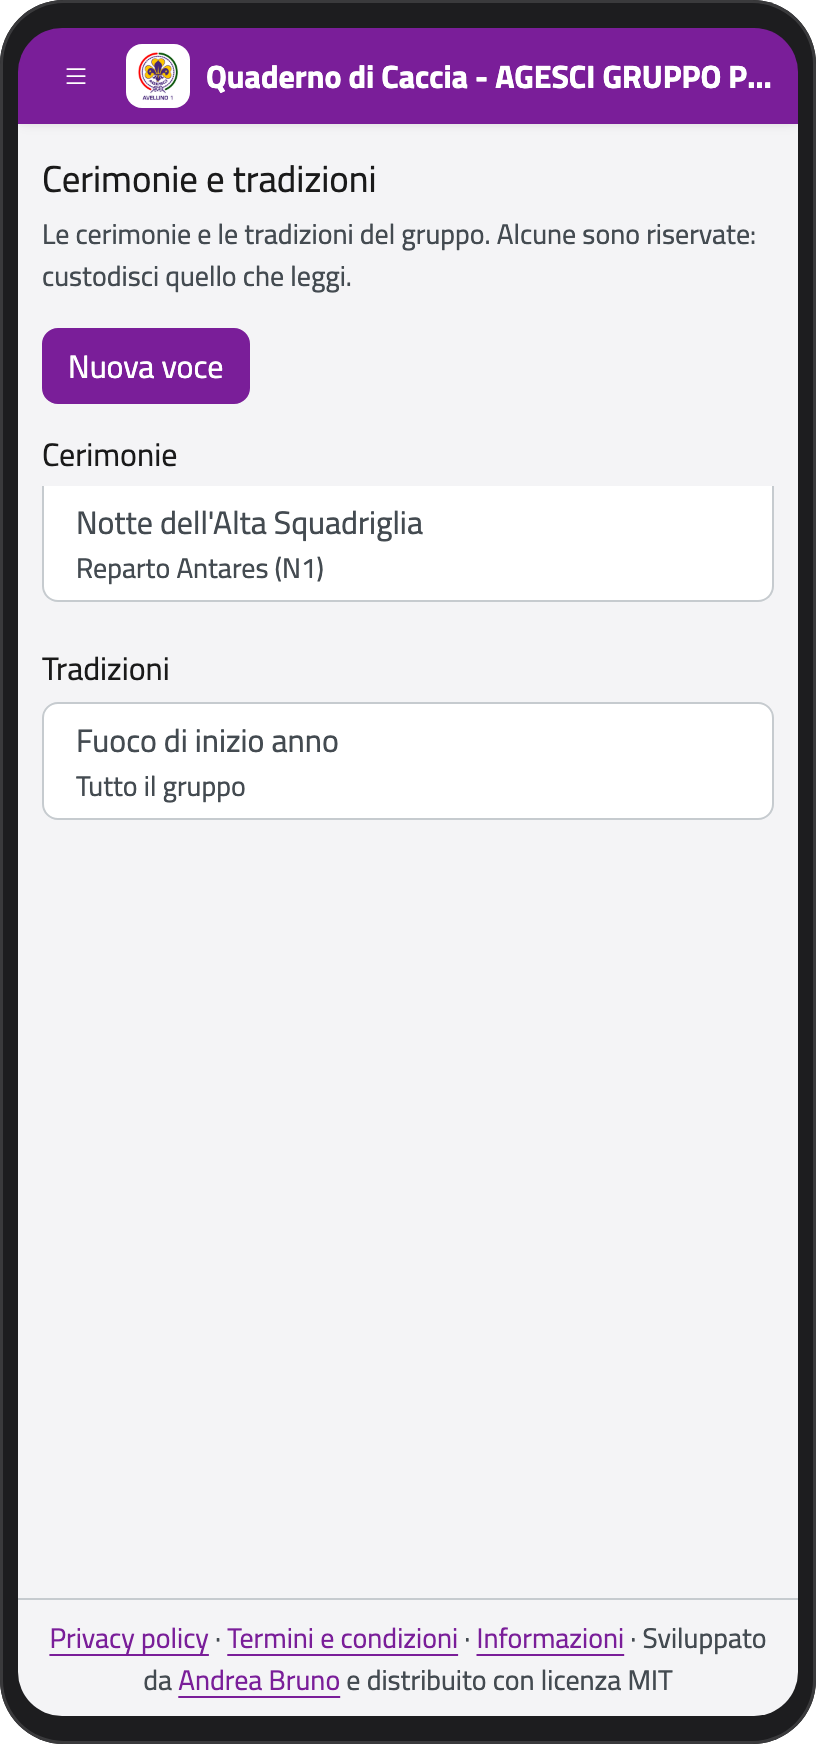 AVELLINO 1
Quaderno di Caccia - AGESCI GRUPPO P...
Cerimonie e tradizioni
Le cerimonie e le tradizioni del gruppo. Alcune sono riservate:
custodisci quello che leggi.
Nuova voce
Cerimonie
Notte dell'Alta Squadriglia
Reparto Antares (N1)
Tradizioni
Fuoco di inizio anno
Tutto il gruppo
Privacy policy · Termini e condizioni · Informazioni · Sviluppato
da Andrea Bruno e distribuito con licenza MIT